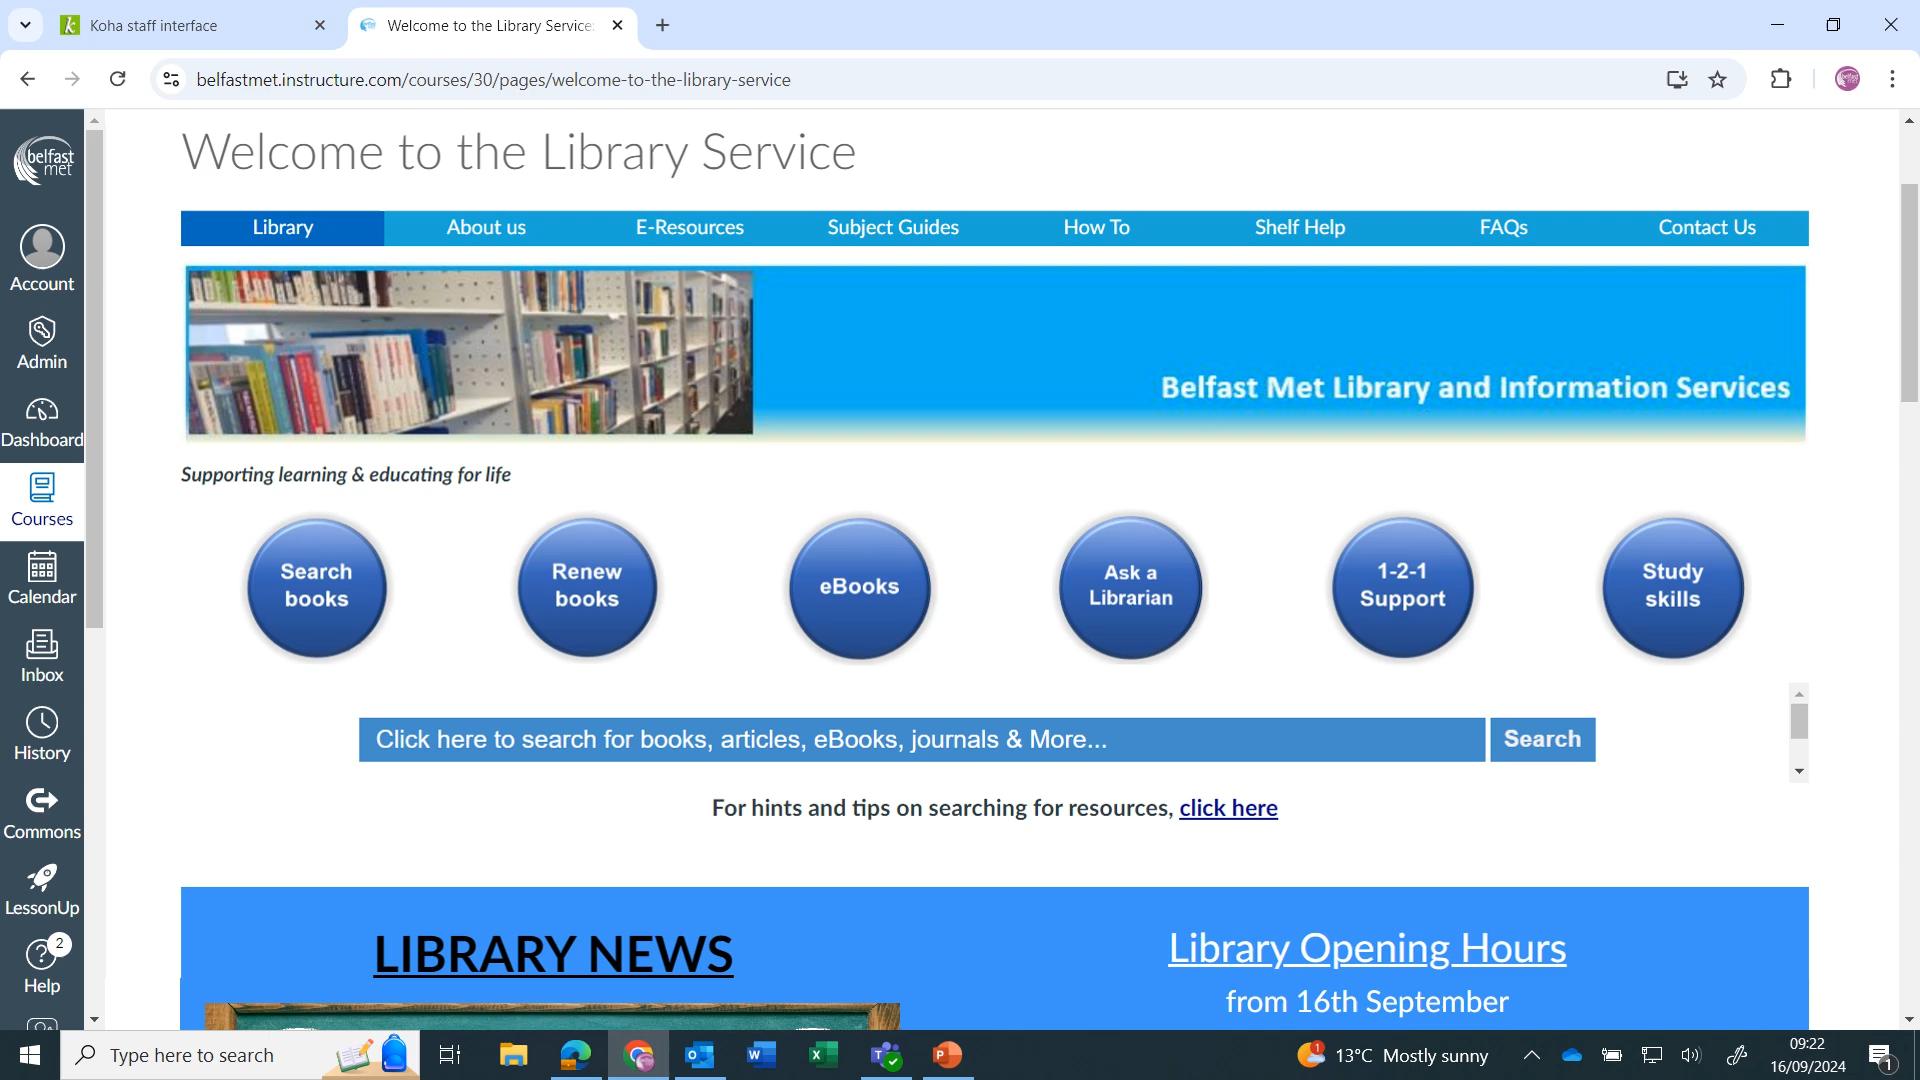 Koha staff interface
Welcome to the Library Service:
belfastmet.instructure.com/courses/30/pages/welcome-to-the-library-service
belfast
met
Account
Admin
Dashboard
Courses
Calendar
Inbox
History
Commons
LessonUp
2
Help
Welcome to the Library Service
Library
About us
E-Resources
Subject Guides
How To
Shelf Help
FAQs
Contact Us
Belfast Met Library and Information Services
Supporting learning & educating for life
Search
books
Renew
books
eBooks
Ask a
Librarian
1-2-1
Support
Study
skills
Click here to search for books, articles, eBooks, journals & More...
Search
For hints and tips on searching for resources, click here
LIBRARY NEWS
Library Opening Hours
from 16th September
Type here to search
1
13°C Mostly sunny
09:22
16/09/2024
1